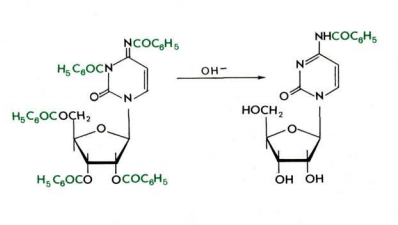 NCOC₆H₅
H₅C₆OCN
O
N
H₅C₆OCOCH₂
O
H₅C₆OCO
OCOC₆H₅
OH⁻
NHCOC₆H₅
N
O
N
HOCH₂
O
OH OH